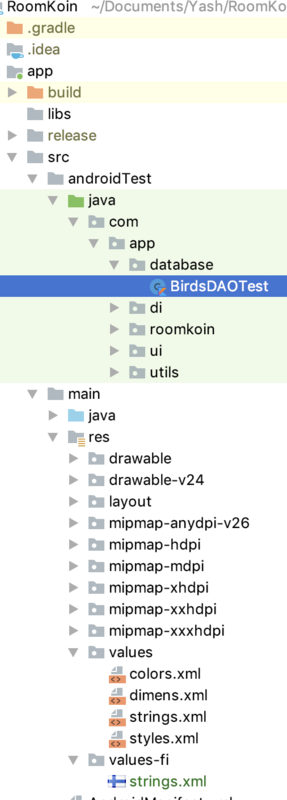 RoomKoin ~/Documents/Yash/RoomKo
.gradle
.idea
app
build
libs
release
src
androidTest
java
com
app
database
BirdsDAOTest
di
roomkoin
ui
utils
main
java
res
drawable
drawable-v24
layout
mipmap-anydpi-v26
mipmap-hdpi
mipmap-mdpi
mipmap-xhdpi
mipmap-xxhdpi
mipmap-xxxhdpi
values
colors.xml
dimens.xml
strings.xml
styles.xml
values-fi
strings.xml